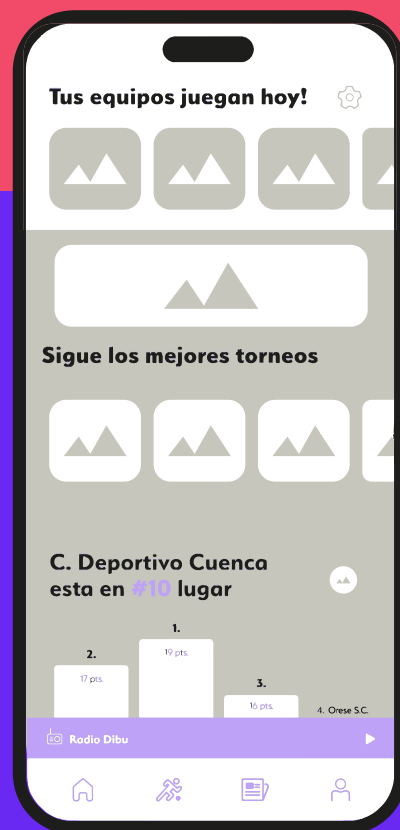 Tus equipos juegan hoy!
Sigue los mejores torneos
C. Deportivo Cuenca
esta en #10 lugar
1.
19 pts.
2.
17 pts.
3.
16 pts.
4. Orese S.C.
Radio Dibu